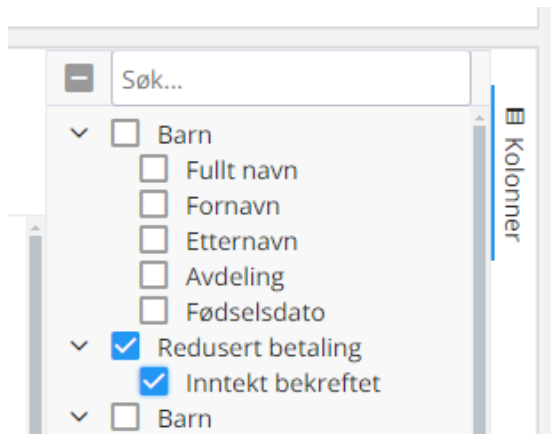 Søk...
Barn
Fullt navn
Fornavn
Etternavn
Avdeling
Fødselsdato
Redusert betaling
Inntekt bekreftet
Barn
Kolonner